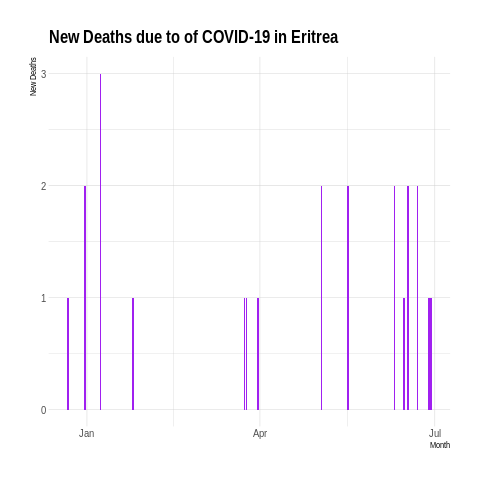 New Deaths due to of COVID-19 in Eritrea
New Deaths
3
2
1
0
Jan Apr Jul
Month